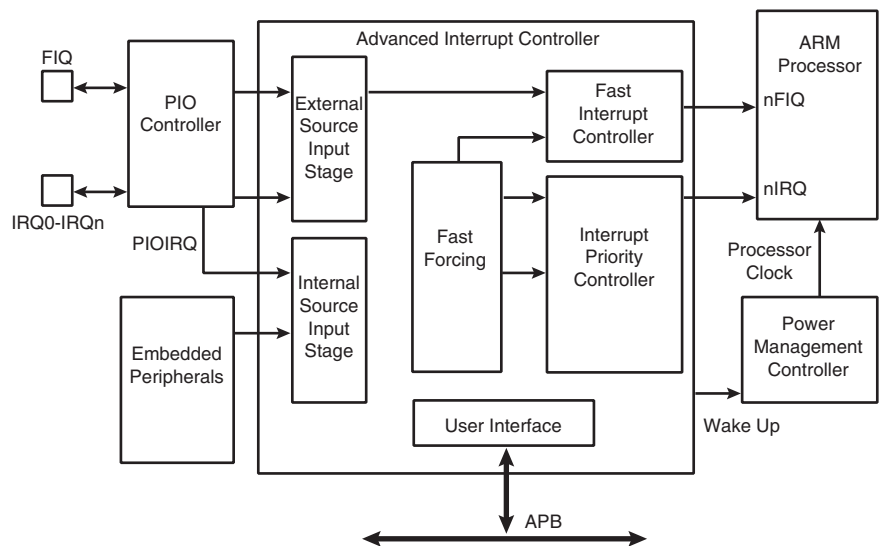 Advanced Interrupt Controller
FIQ
PIO
Controller
IRQ0-IRQn
PIOIRQ
Embedded
Peripherals
External
Source
Input
Stage
Internal
Source
Input
Stage
Fast
Forcing
Fast
Interrupt
Controller
Interrupt
Priority
Controller
User Interface
APB
ARM
Processor
nFIQ
nIRQ
Processor
Clock
Power
Management
Controller
Wake Up